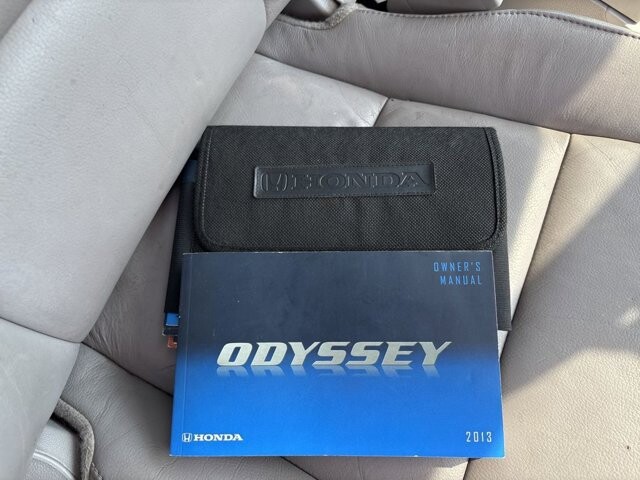 HONDA
OWNER'S
MANUAL
ODYSSEY
HONDA
2013